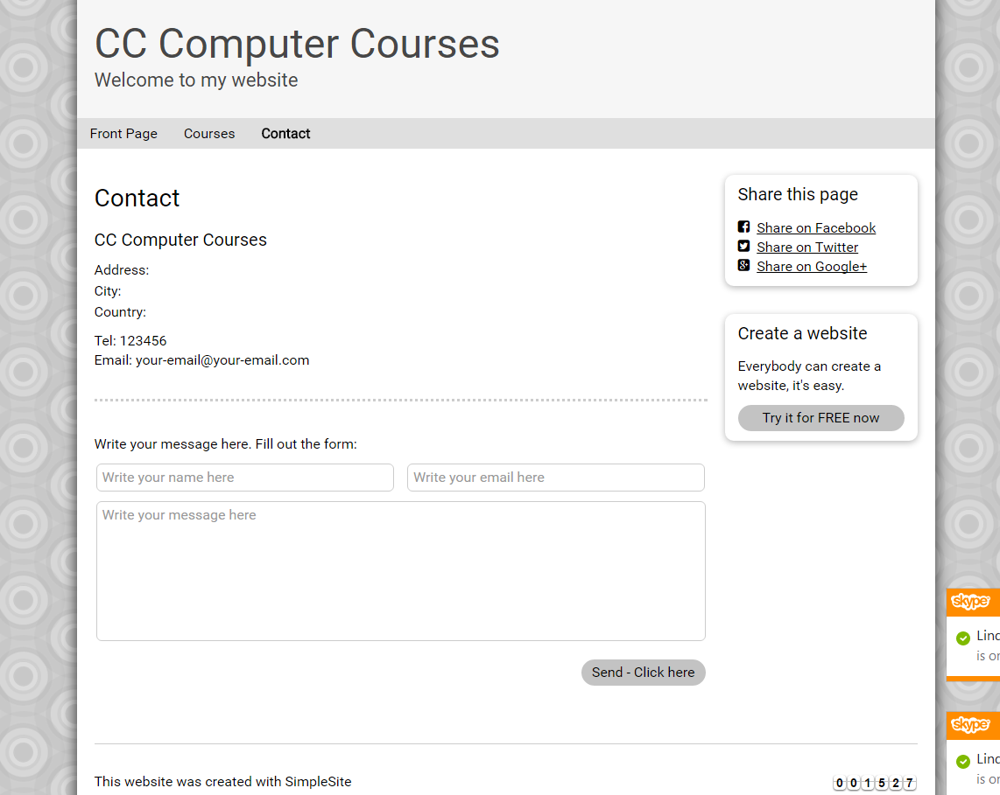 CC Computer Courses
Welcome to my website
Front Page Courses Contact
Contact
CC Computer Courses
Address:
City:
Country:
Tel: 123456
Email: your-email@your-email.com
Write your message here. Fill out the form:
Write your name here Write your email here
Write your message here
Send - Click here
Share this page
Share on Facebook
Share on Twitter
Share on Google+
Create a website
Everybody can create a
website, it's easy.
Try it for FREE now
skype
is
skype
is
This website was created with SimpleSite
001527